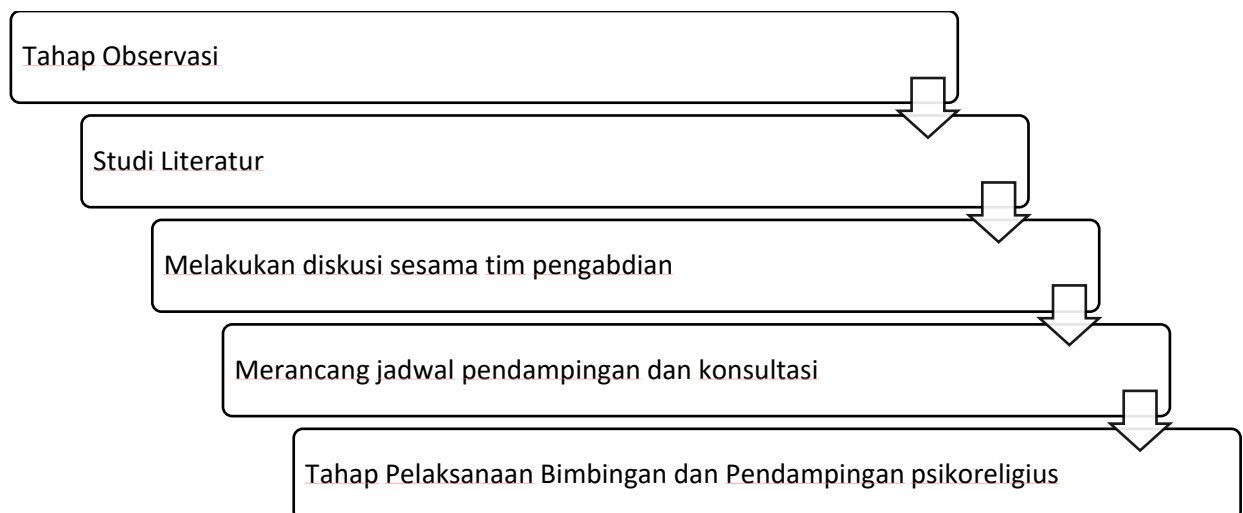 Tahap Observasi
Studi Literatur
Melakukan diskusi sesama tim pengabdian
Merancang jadwal pendampingan dan konsultasi
Tahap Pelaksanaan Bimbingan dan Pendampingan psikoreligius